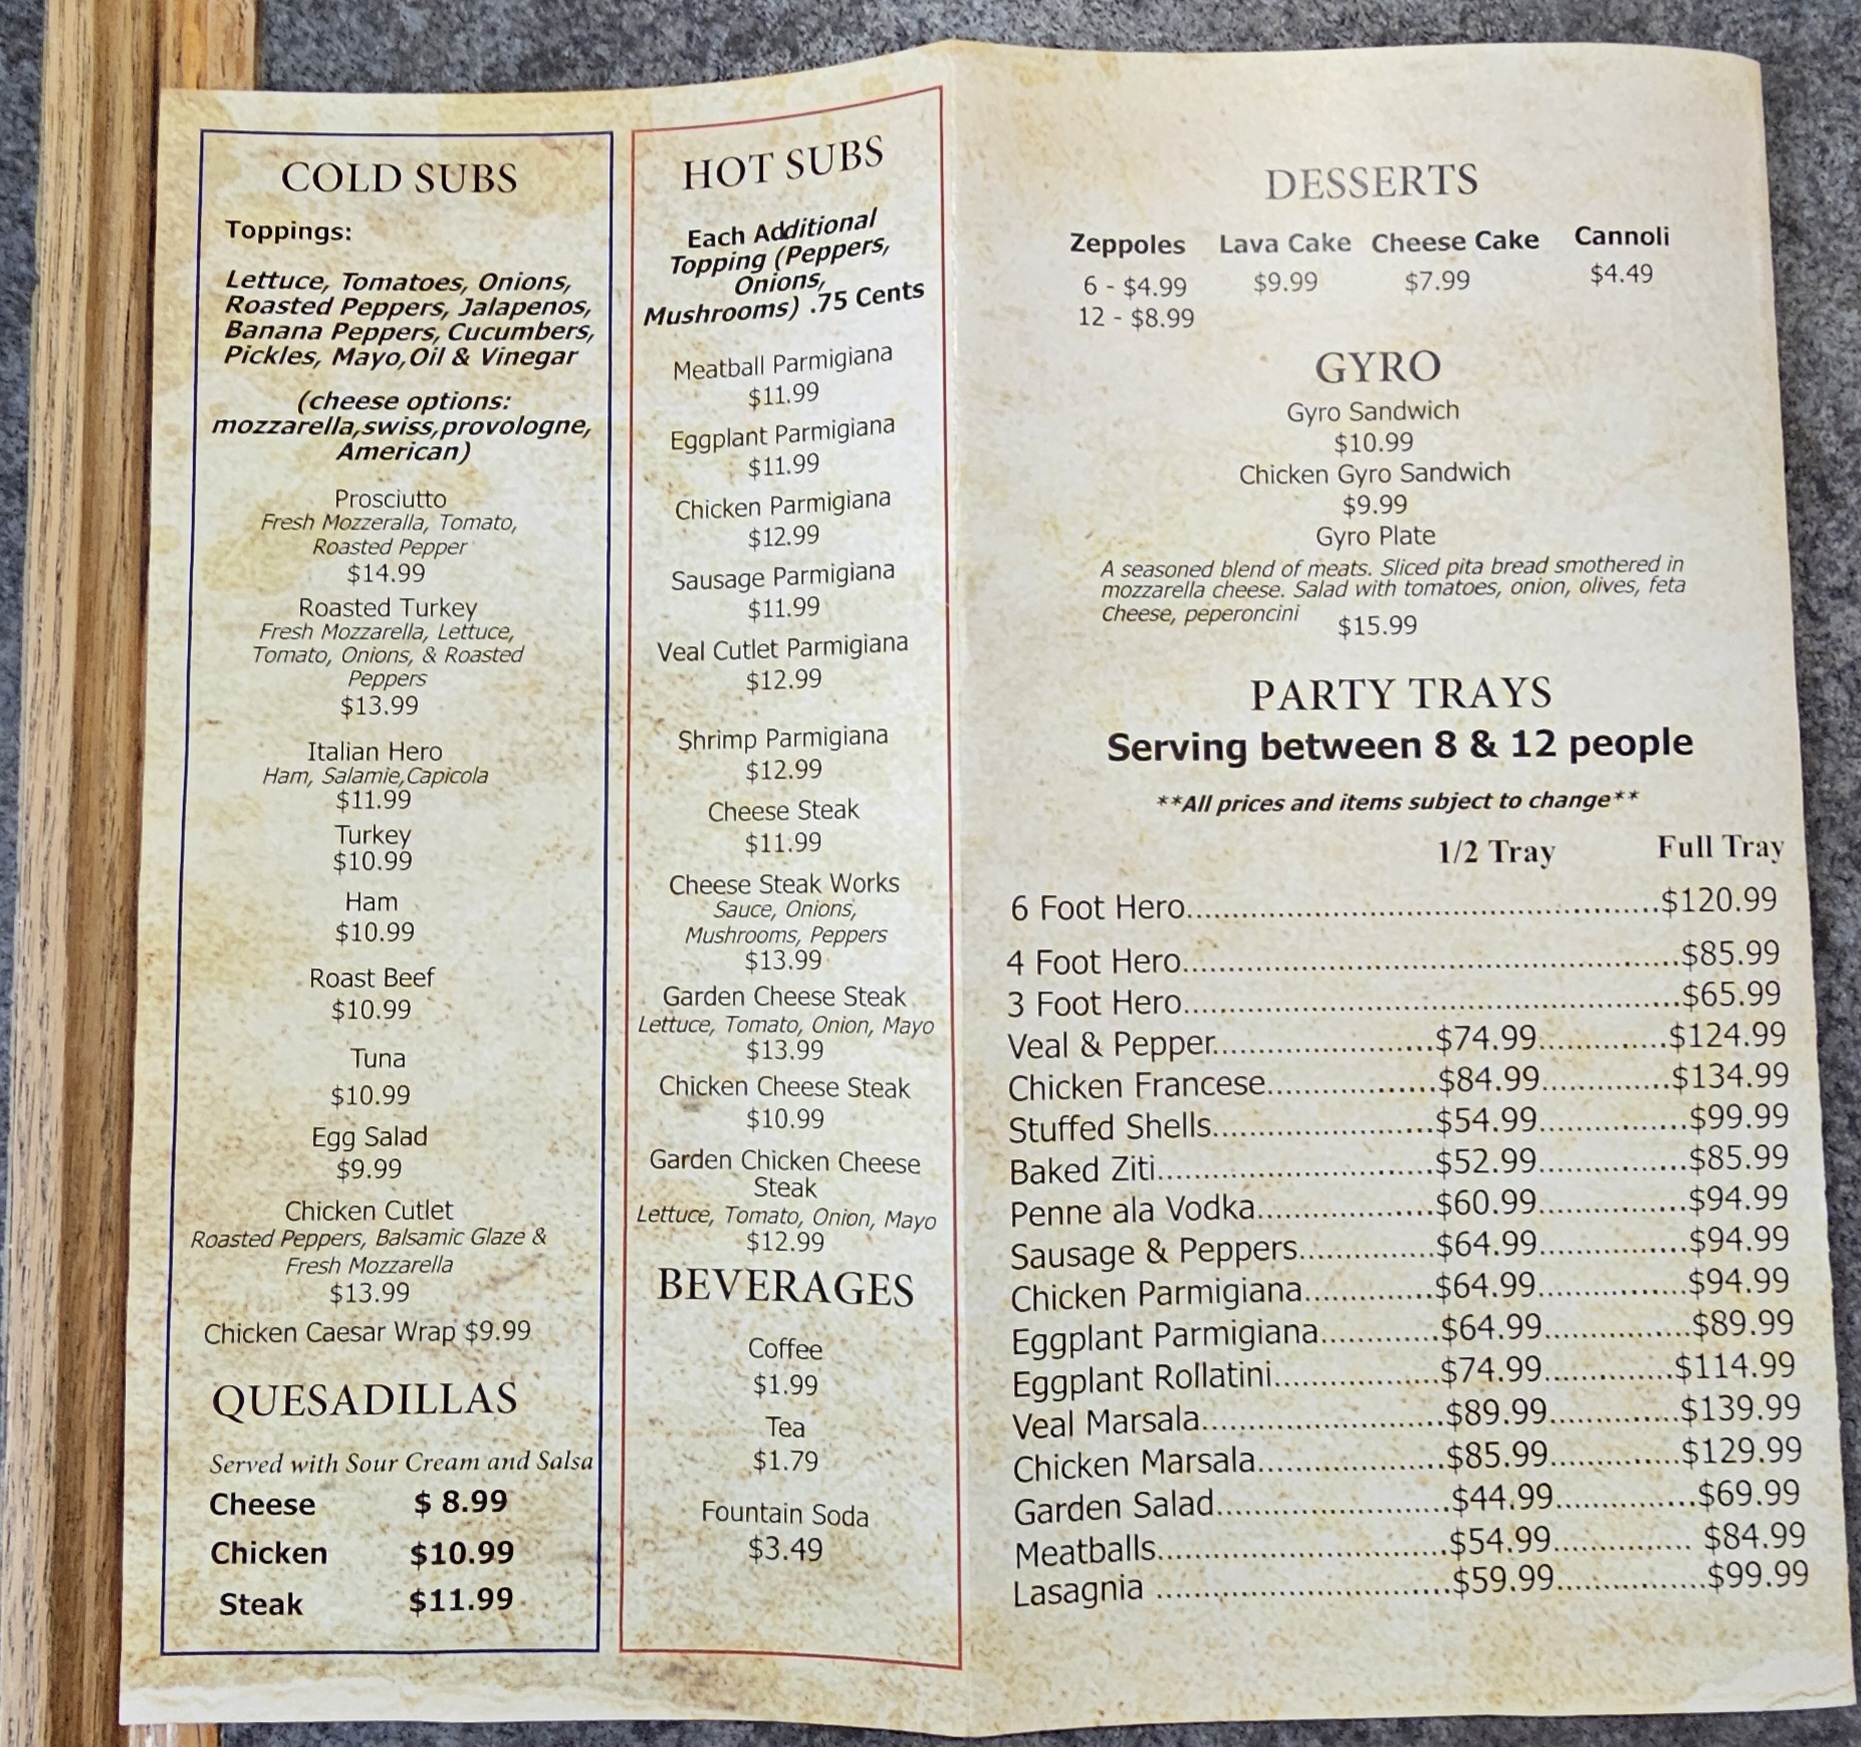 COLD SUBS
Toppings:
Lettuce, Tomatoes, Onions,
Roasted Peppers, Jalapenos,
Banana Peppers, Cucumbers,
Pickles, Mayo,Oil & Vinegar
(cheese options:
mozzarella,swiss,provologne,
American)
Prosciutto
Fresh Mozzeralla, Tomato,
Roasted Pepper
$14.99
Roasted Turkey
Fresh Mozzarella, Lettuce,
Tomato, Onions, & Roasted
Peppers
$13.99
Italian Hero
Ham, Salamie,Capicola
$11.99
Turkey
$10.99
Ham
$10.99
Roast Beef
$10.99
Tuna
$10.99
Egg Salad
$9.99
Chicken Cutlet
Roasted Peppers, Balsamic Glaze &
Fresh Mozzarella
$13.99
Chicken Caesar Wrap $9.99
QUESADILLAS
Served with Sour Cream and Salsa
Cheese $ 8.99
Chicken $10.99
Steak $11.99
HOT SUBS
Each Additional
Topping (Peppers,
Onions,
Mushrooms) .75 Cents
Meatball Parmigiana
$11.99
Eggplant Parmigiana
$11.99
Chicken Parmigiana
$12.99
Sausage Parmigiana
$11.99
Veal Cutlet Parmigiana
$12.99
Shrimp Parmigiana
$12.99
Cheese Steak
$11.99
Cheese Steak Works
Sauce, Onions,
Mushrooms, Peppers
$13.99
Garden Cheese Steak
Lettuce, Tomato, Onion, Mayo
$13.99
Chicken Cheese Steak
$10.99
Garden Chicken Cheese
Steak
Lettuce, Tomato, Onion, Mayo
$12.99
BEVERAGES
Coffee
$1.99
Tea
$1.79
Fountain Soda
$3.49
DESSERTS
Zeppoles Lava Cake Cheese Cake Cannoli
6 - $4.99 $9.99 $7.99 $4.49
12 - $8.99
GYRO
Gyro Sandwich
$10.99
Chicken Gyro Sandwich
$9.99
Gyro Plate
A seasoned blend of meats. Sliced pita bread smothered in
mozzarella cheese. Salad with tomatoes, onion, olives, feta
Cheese, peperoncini $15.99
PARTY TRAYS
Serving between 8 & 12 people
**All prices and items subject to change**
1/2 Tray Full Tray
6 Foot Hero..................................................$120.99
4 Foot Hero.....................................................$85.99
3 Foot Hero.....................................................$65.99
Veal & Pepper........................$74.99..............$124.99
Chicken Francese..................$84.99..............$134.99
Stuffed Shells........................$54.99................$99.99
Baked Ziti..............................$52.99................$85.99
Penne ala Vodka...................$60.99................$94.99
Sausage & Peppers..............$64.99................$94.99
Chicken Parmigiana..............$64.99................$94.99
Eggplant Parmigiana.............$64.99................$89.99
Eggplant Rollatini..................$74.99..............$114.99
Veal Marsala..........................$89.99..............$139.99
Chicken Marsala....................$85.99..............$129.99
Garden Salad.........................$44.99...............$69.99
Meatballs...............................$54.99............... $84.99
Lasagnia ................................$59.99................$99.99